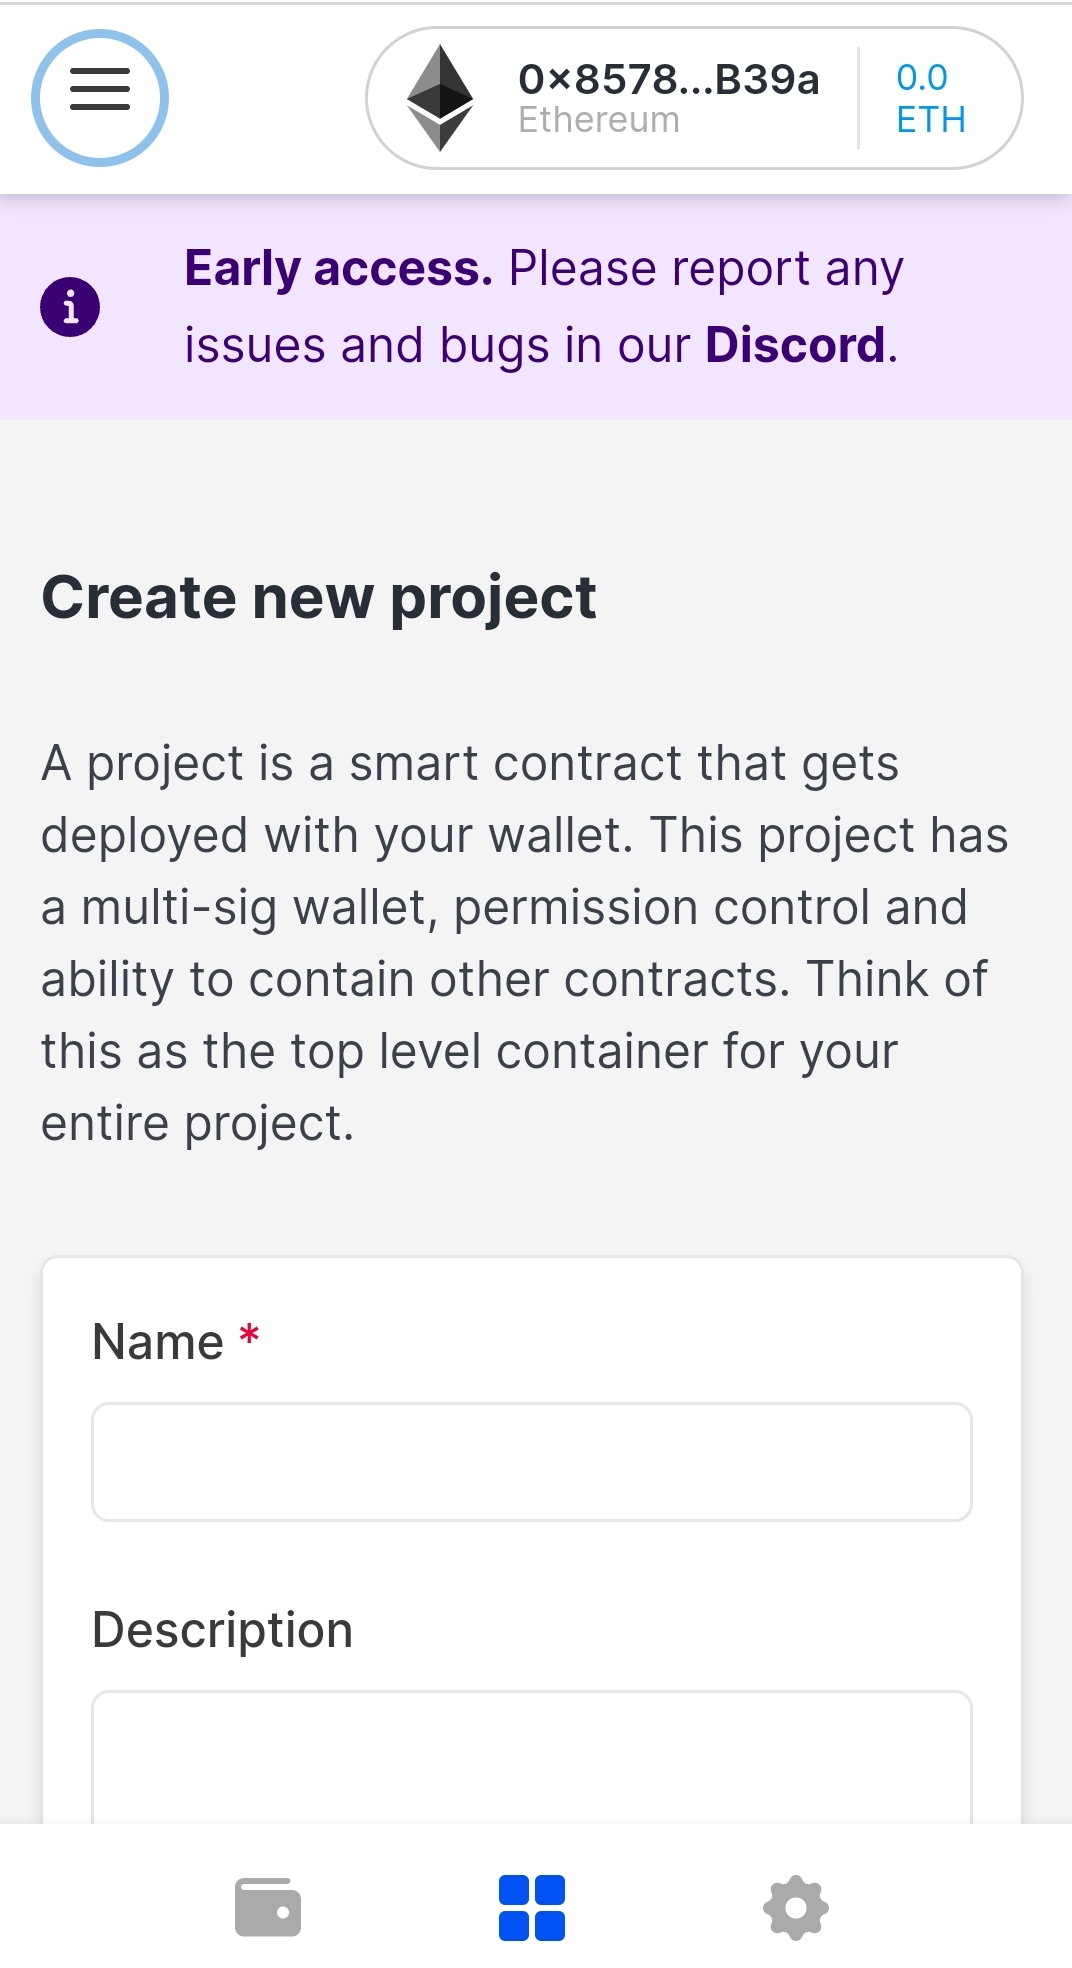 0×8578...B39a
Ethereum
0.0
ETH
Early access. Please report any
issues and bugs in our Discord.
Create new project
A project is a smart contract that gets
deployed with your wallet. This project has
a multi-sig wallet, permission control and
ability to contain other contracts. Think of
this as the top level container for your
entire project.
Name *
Description